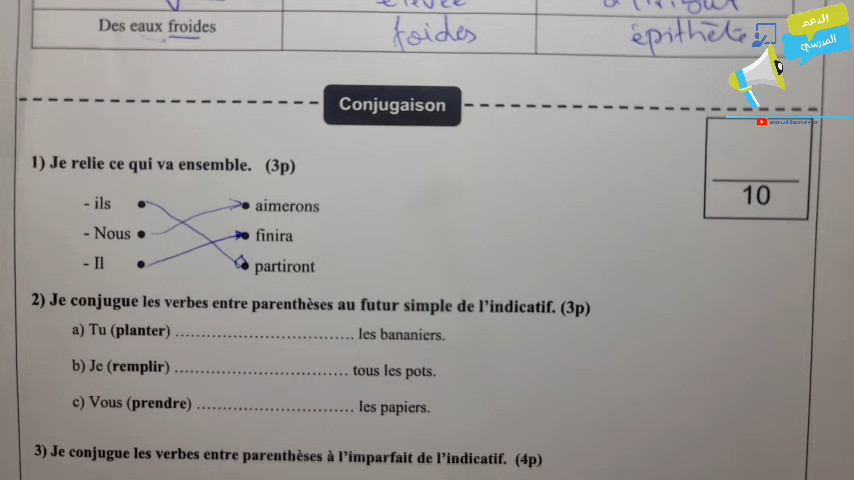 Des eaux froides foides épithète
الدعم
المدرسي
Conjugaison
1) Je relie ce qui va ensemble. (3p)
10
- ils aimerons
- Nous finira
- Il partiront
2) Je conjugue les verbes entre parenthèses au futur simple de l'indicatif. (3p)
a) Tu (planter) .................................. les bananiers.
b) Je (remplir) .................................. tous les pots.
c) Vous (prendre) .............................. les papiers.
3) Je conjugue les verbes entre parenthèses à l'imparfait de l'indicatif. (4p)